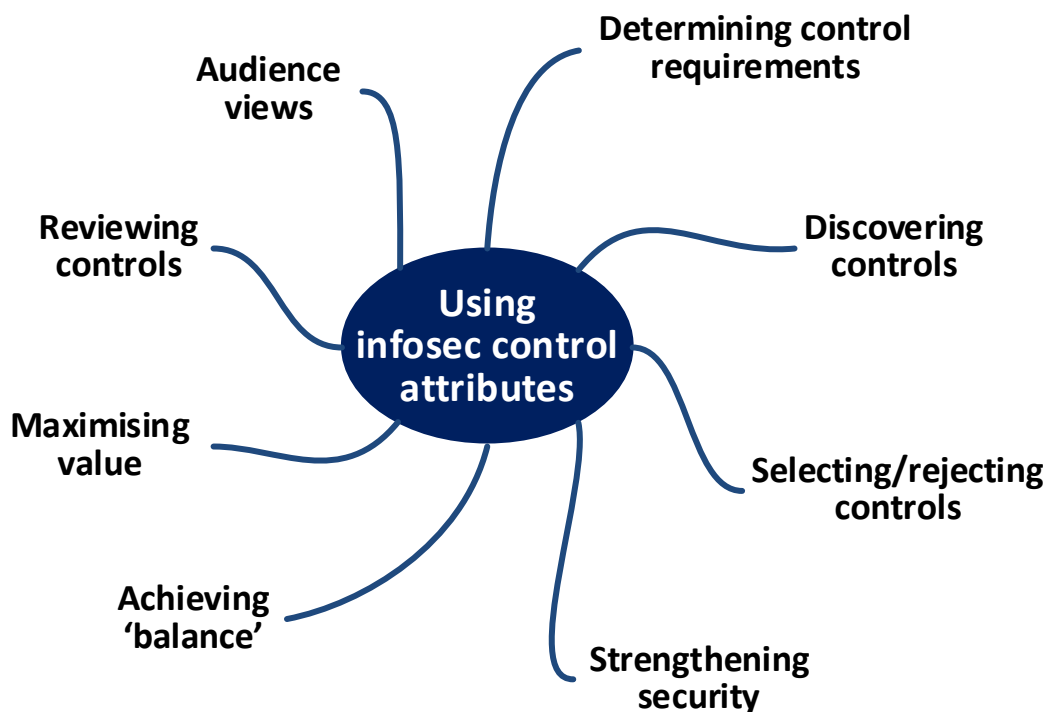 Determining control
requirements
Audience
views
Reviewing
controls
Discovering
controls
Using
infosec control
attributes
Maximising
value
Selecting/rejecting
controls
Achieving
‘balance’
Strengthening
security